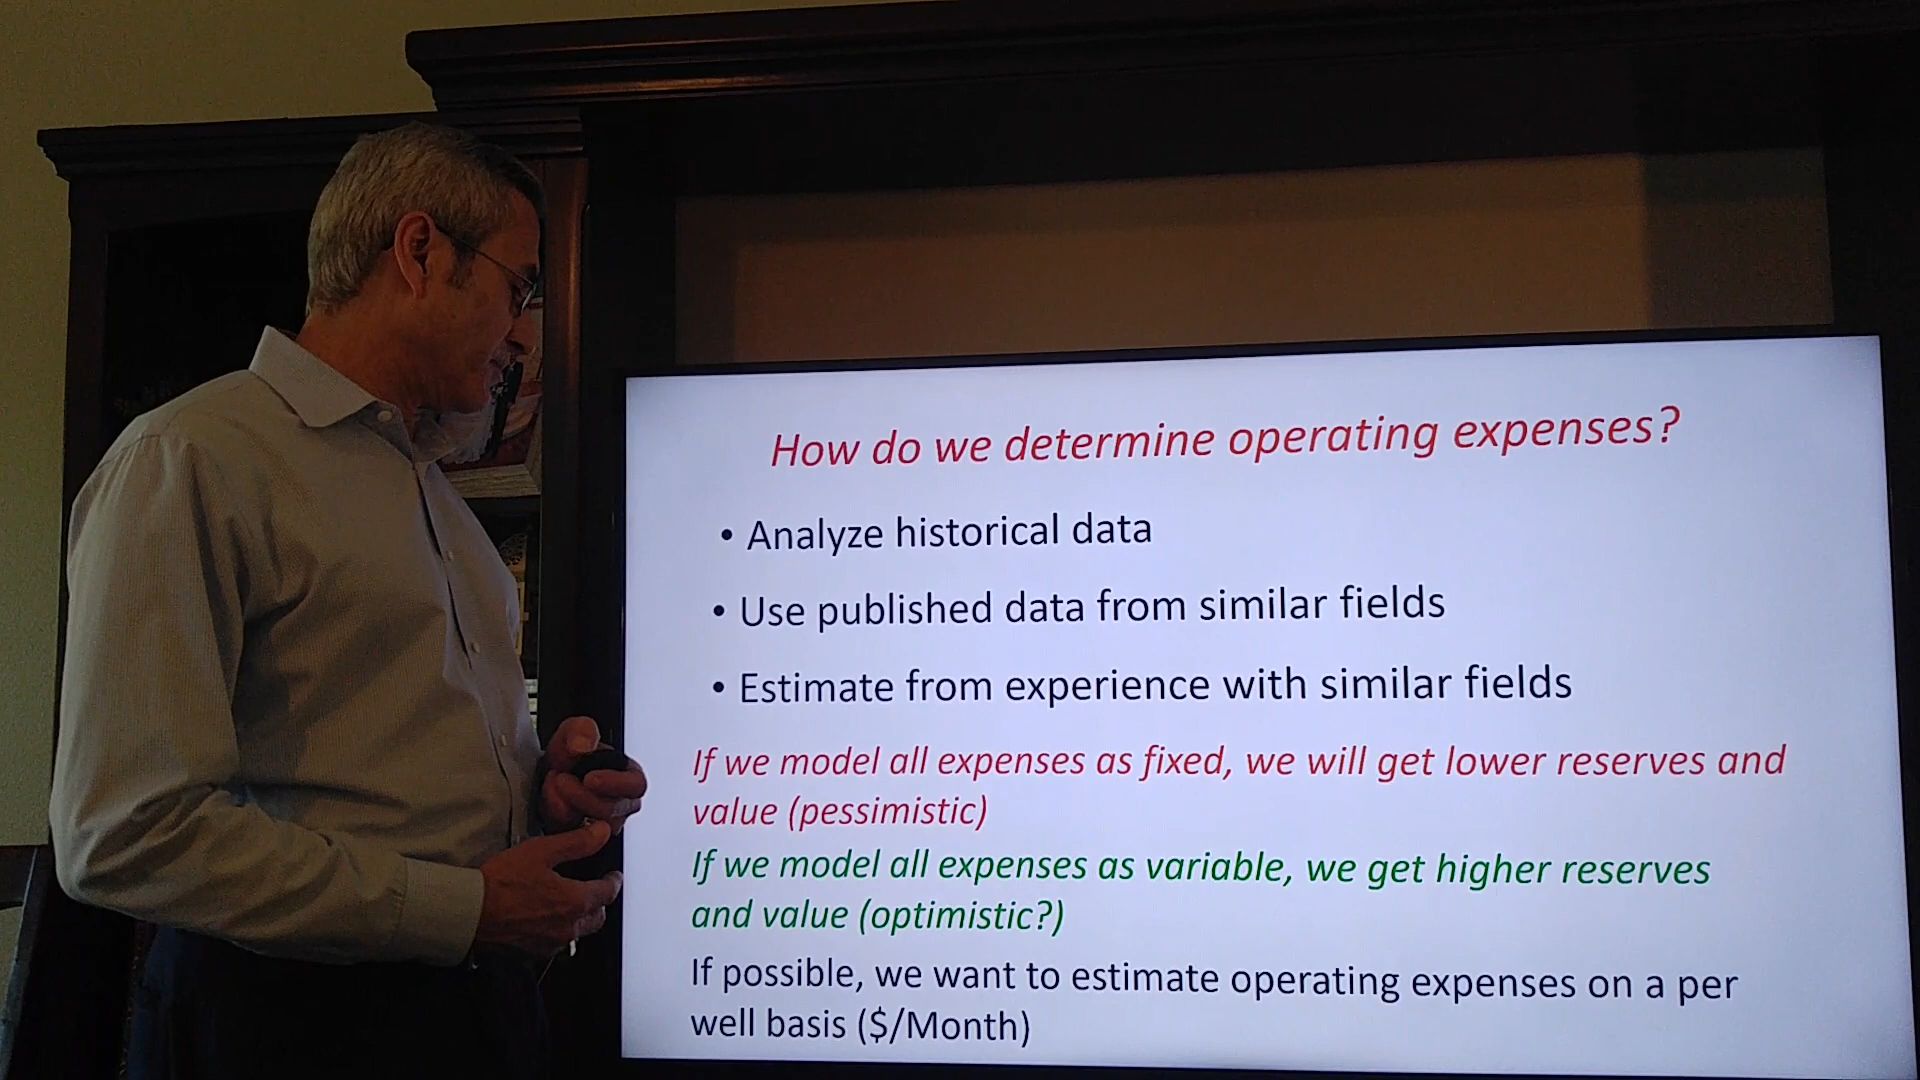 How do we determine operating expenses?
• Analyze historical data
• Use published data from similar fields
• Estimate from experience with similar fields
If we model all expenses as fixed, we will get lower reserves and
value (pessimistic)
If we model all expenses as variable, we get higher reserves
and value (optimistic?)
If possible, we want to estimate operating expenses on a per
well basis ($/Month)